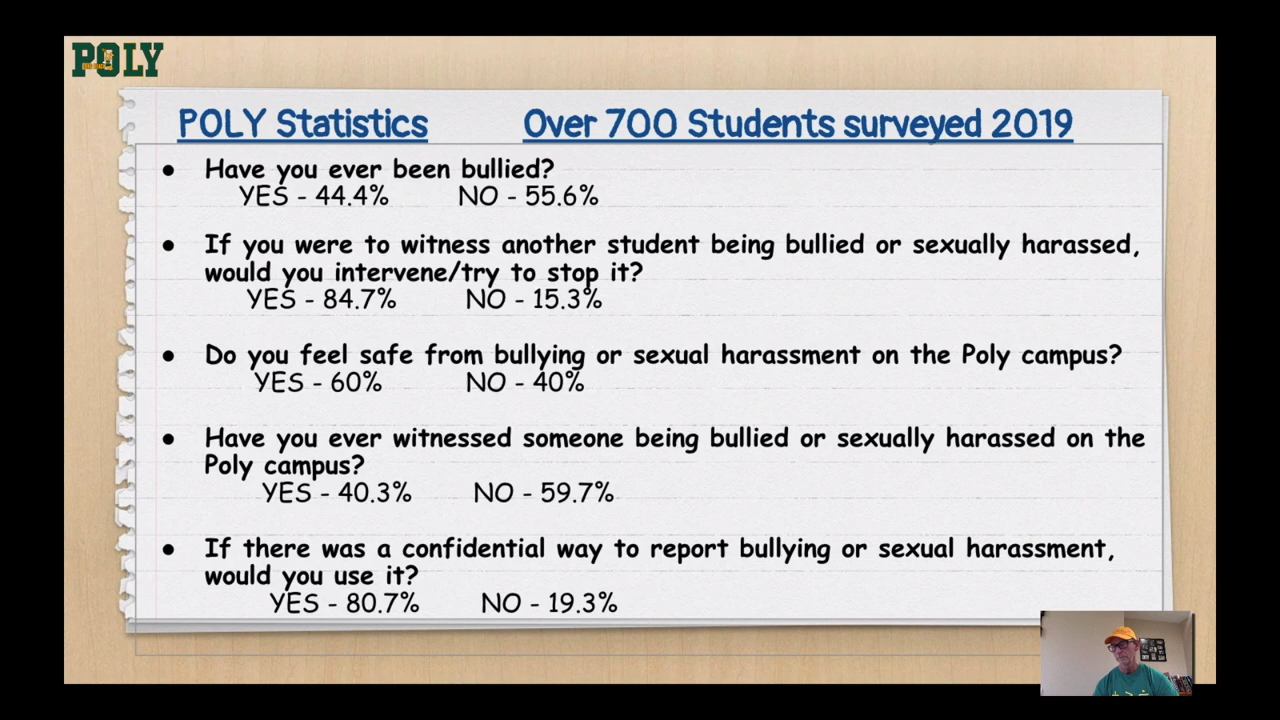 POLY
POLY Statistics Over 700 Students surveyed 2019
● Have you ever been bullied?
YES - 44.4% NO - 55.6%
● If you were to witness another student being bullied or sexually harassed,
would you intervene/try to stop it?
YES - 84.7% NO - 15.3%
● Do you feel safe from bullying or sexual harassment on the Poly campus?
YES - 60% NO - 40%
● Have you ever witnessed someone being bullied or sexually harassed on the
Poly campus?
YES - 40.3% NO - 59.7%
● If there was a confidential way to report bullying or sexual harassment,
would you use it?
YES - 80.7% NO - 19.3%